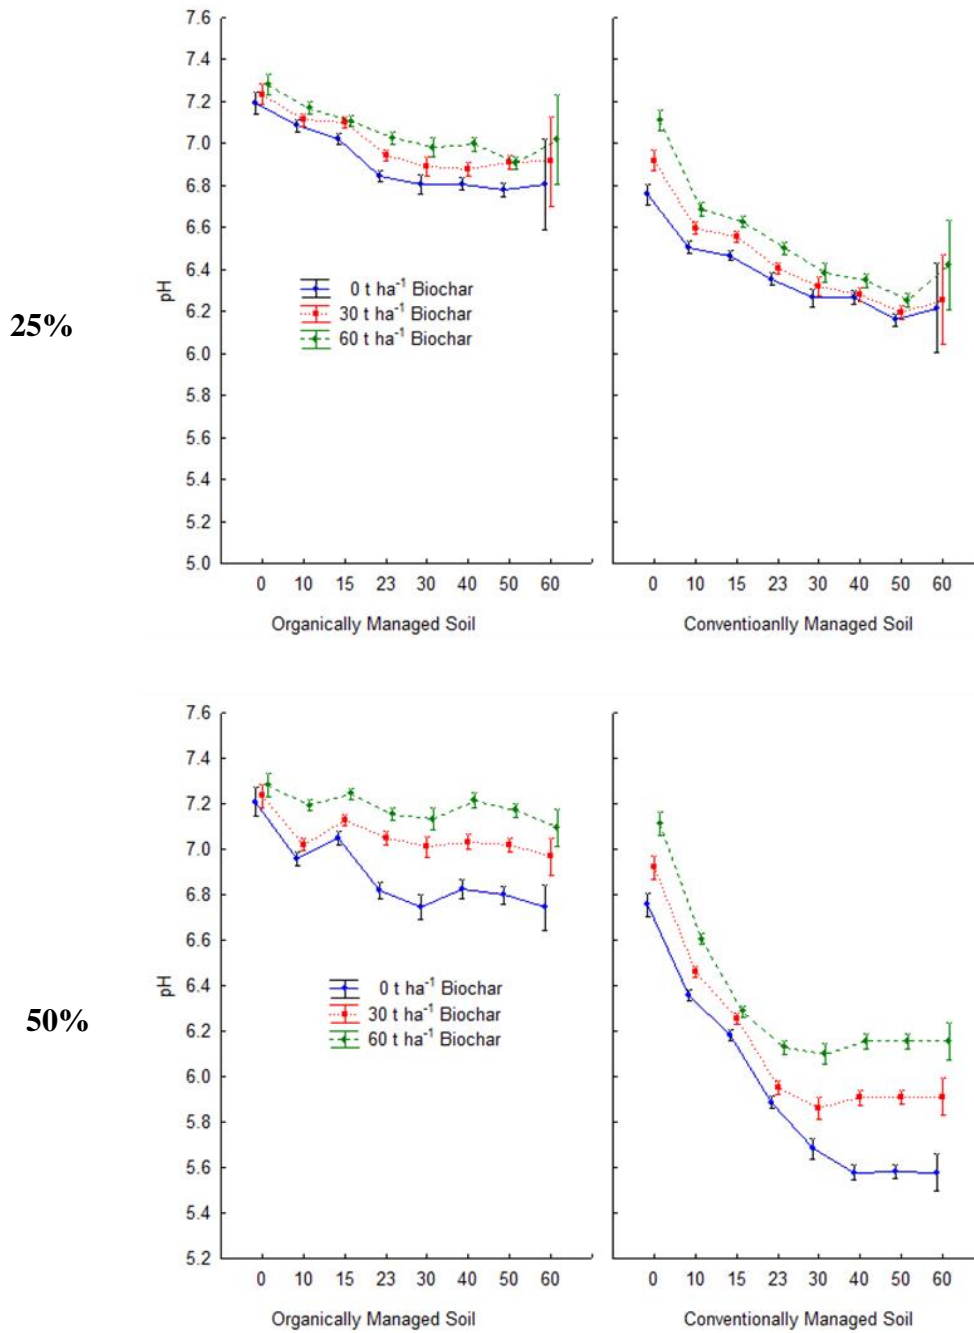 25%
pH
7.6
7.4
7.2
7.0
6.8
6.6
6.4
6.2
6.0
5.8
5.6
5.4
5.2
5.0
0 t ha⁻¹ Biochar
30 t ha⁻¹ Biochar
60 t ha⁻¹ Biochar
0 10 15 23 30 40 50 60
Organically Managed Soil
0 10 15 23 30 40 50 60
Conventioanlly Managed Soil
50%
pH
7.6
7.4
7.2
7.0
6.8
6.6
6.4
6.2
6.0
5.8
5.6
5.4
5.2
0 t ha⁻¹ Biochar
30 t ha⁻¹ Biochar
60 t ha⁻¹ Biochar
0 10 15 23 30 40 50 60
Organically Managed Soil
0 10 15 23 30 40 50 60
Conventionally Managed Soil